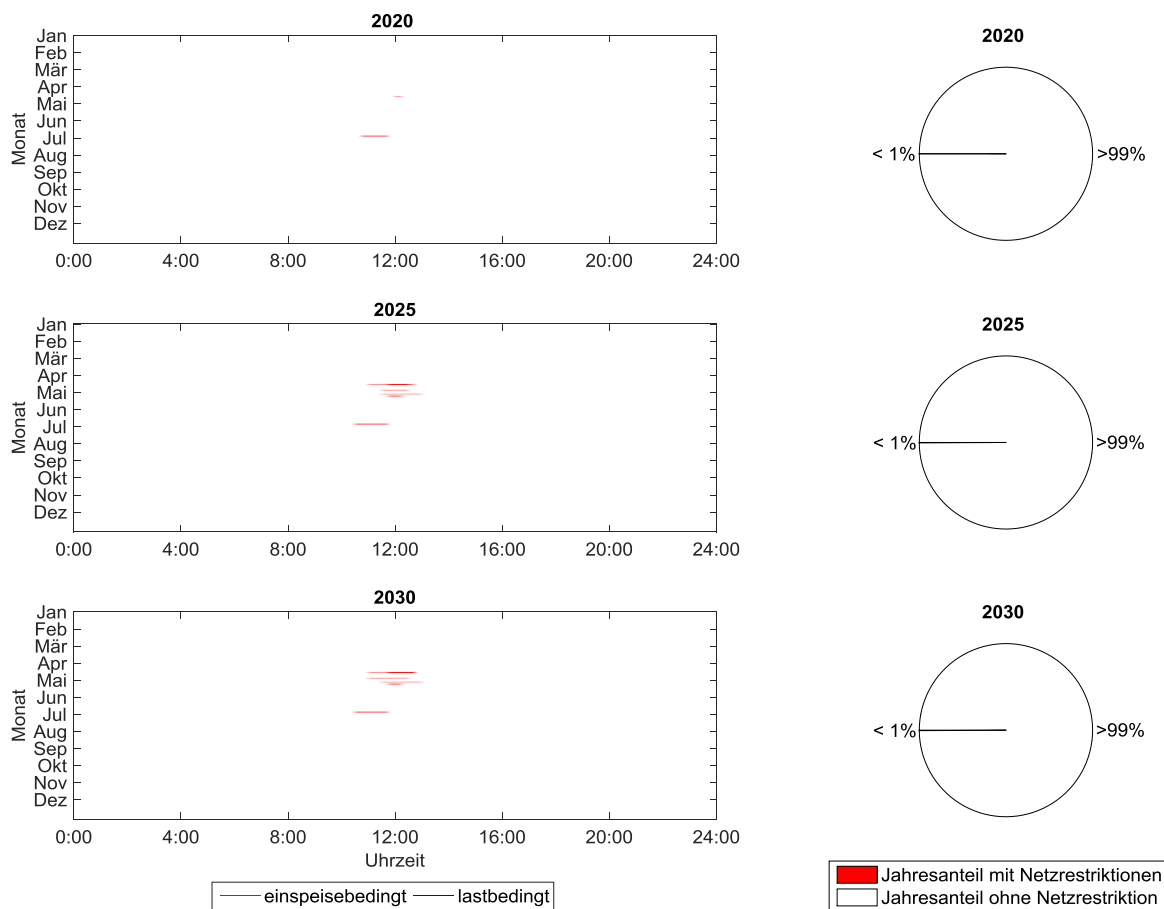 2020
Jan
Feb
Mär
Apr
Mai
Jun
Jul
Aug
Sep
Okt
Nov
Dez
Monat
0:00 4:00 8:00 12:00 16:00 20:00 24:00
2020
< 1% >99%
2025
Jan
Feb
Mär
Apr
Mai
Jun
Jul
Aug
Sep
Okt
Nov
Dez
Monat
0:00 4:00 8:00 12:00 16:00 20:00 24:00
2025
< 1% >99%
2030
Jan
Feb
Mär
Apr
Mai
Jun
Jul
Aug
Sep
Okt
Nov
Dez
Monat
0:00 4:00 8:00 12:00 16:00 20:00 24:00
Uhrzeit
2030
< 1% >99%
einspeisebedingt lastbedingt
Jahresanteil mit Netzrestriktionen
Jahresanteil ohne Netzrestriktion